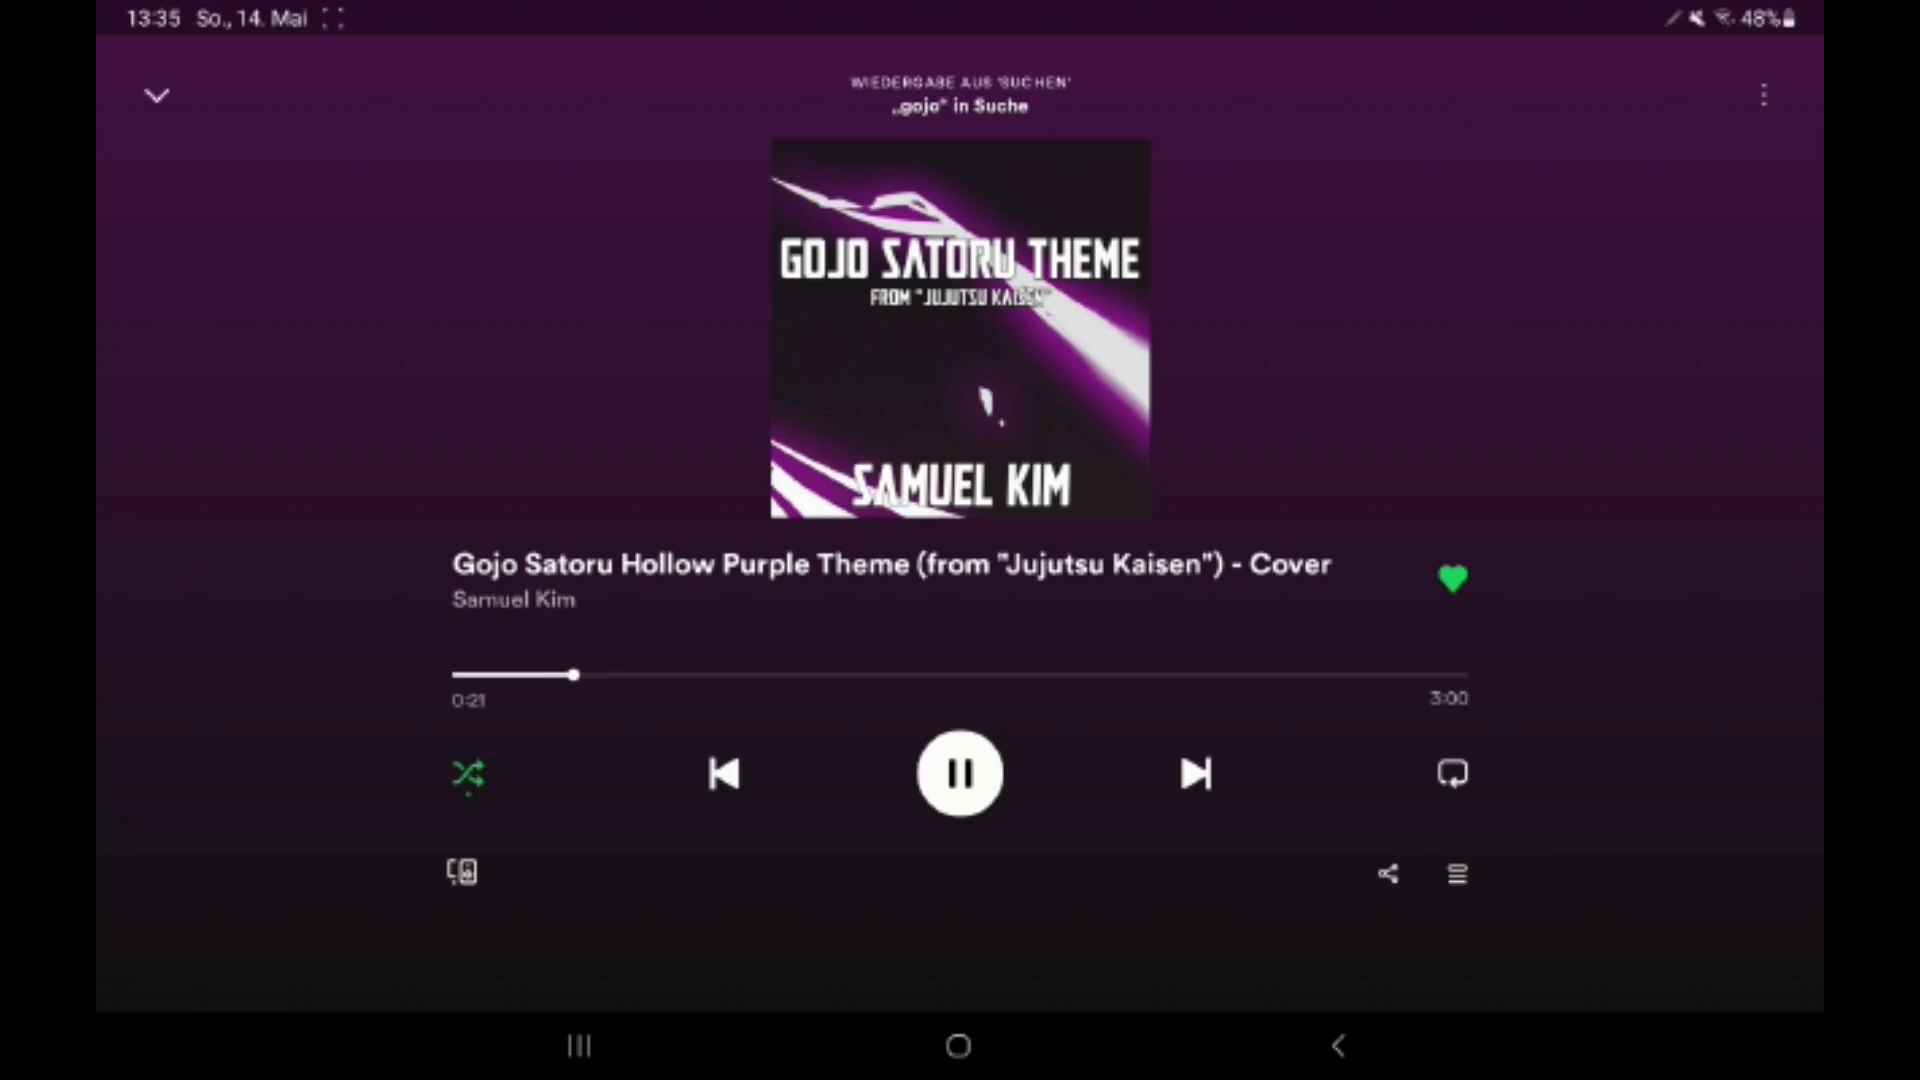 13:35 So., 14. Mai
48%
WIEDERGABE AUS 'SUCHEN'
„gojo“ in Suche
GOJO SATORU THEME
FROM "JUJUTSU KAISEN"
SAMUEL KIM
Gojo Satoru Hollow Purple Theme (from "Jujutsu Kaisen") - Cover
Samuel Kim
0:21
3:00